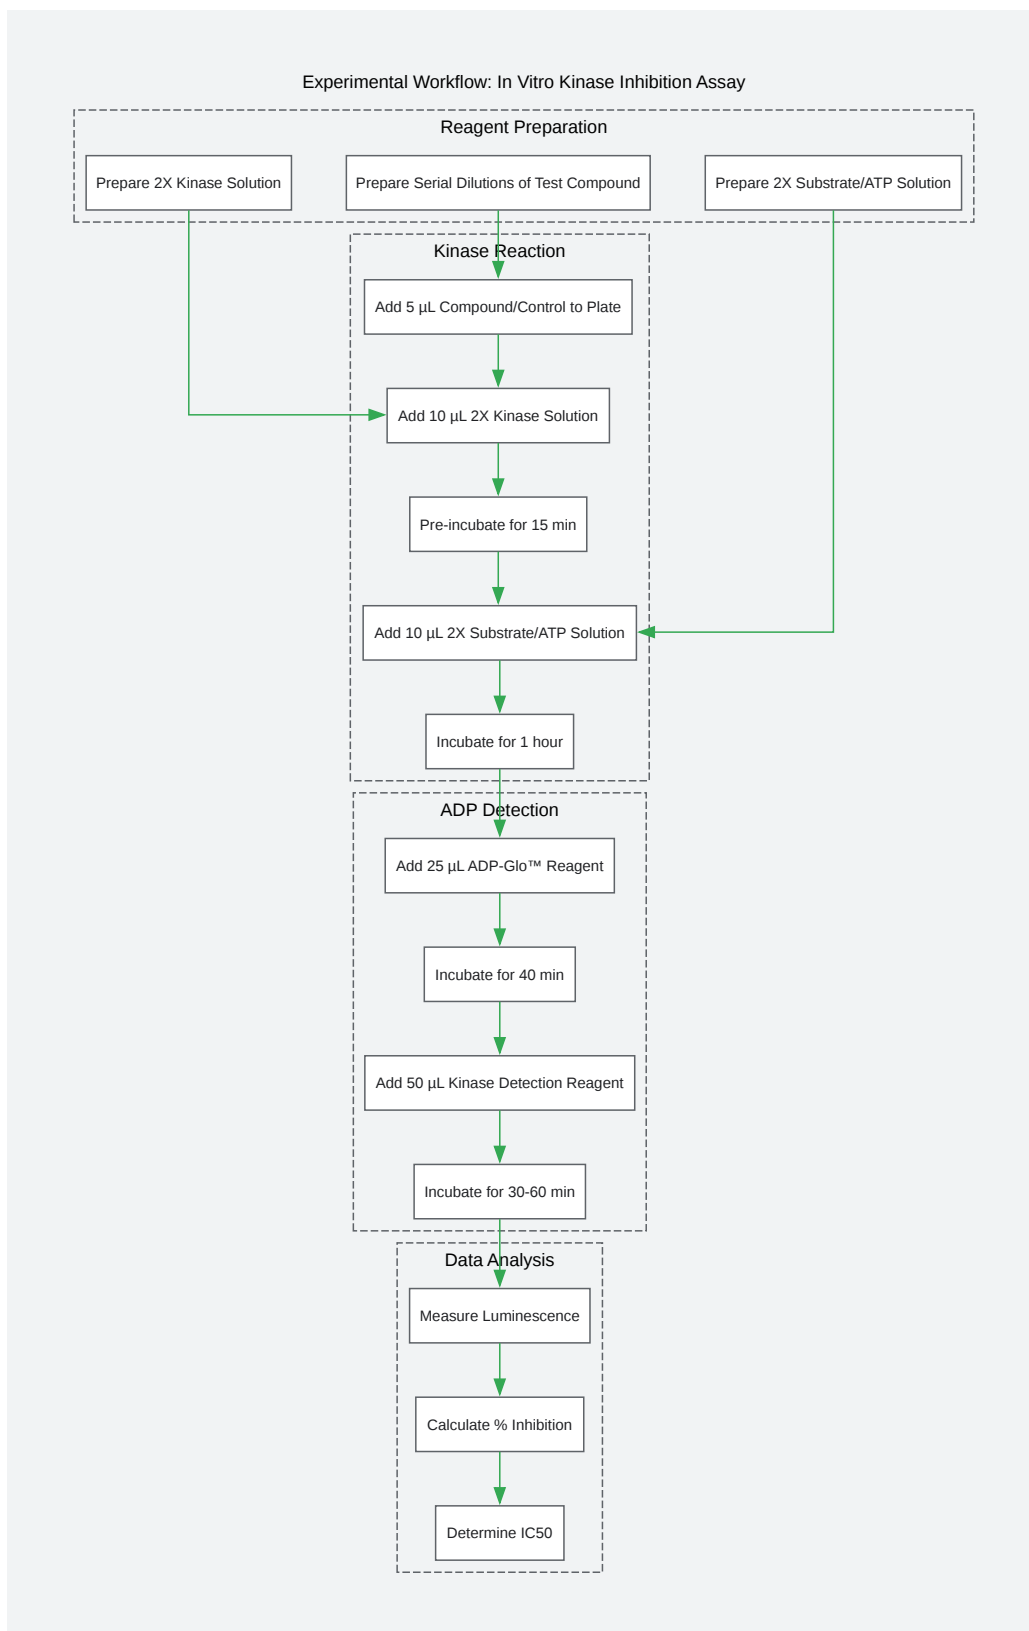 Experimental Workflow: In Vitro Kinase Inhibition Assay
Reagent Preparation
Prepare 2X Kinase Solution
Prepare Serial Dilutions of Test Compound
Prepare 2X Substrate/ATP Solution
Kinase Reaction
Add 5 µL Compound/Control to Plate
Add 10 µL 2X Kinase Solution
Pre-incubate for 15 min
Add 10 µL 2X Substrate/ATP Solution
Incubate for 1 hour
ADP Detection
Add 25 µL ADP-Glo™ Reagent
Incubate for 40 min
Add 50 µL Kinase Detection Reagent
Incubate for 30-60 min
Data Analysis
Measure Luminescence
Calculate % Inhibition
Determine IC50